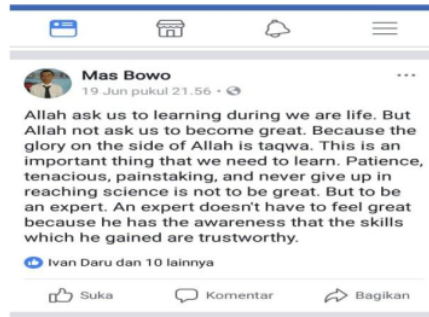 Mas Bowo
19 Jun pukul 21.56 •
Allah ask us to learning during we are life. But
Allah not ask us to become great. Because the
glory on the side of Allah is taqwa. This is an
important thing that we need to learn. Patience,
tenacious, painstaking, and never give up in
reaching science is not to be great. But to be
an expert. An expert doesn't have to feel great
because he has the awareness that the skills
which he gained are trustworthy.
Ivan Daru dan 10 lainnya
Suka Komentar Bagikan